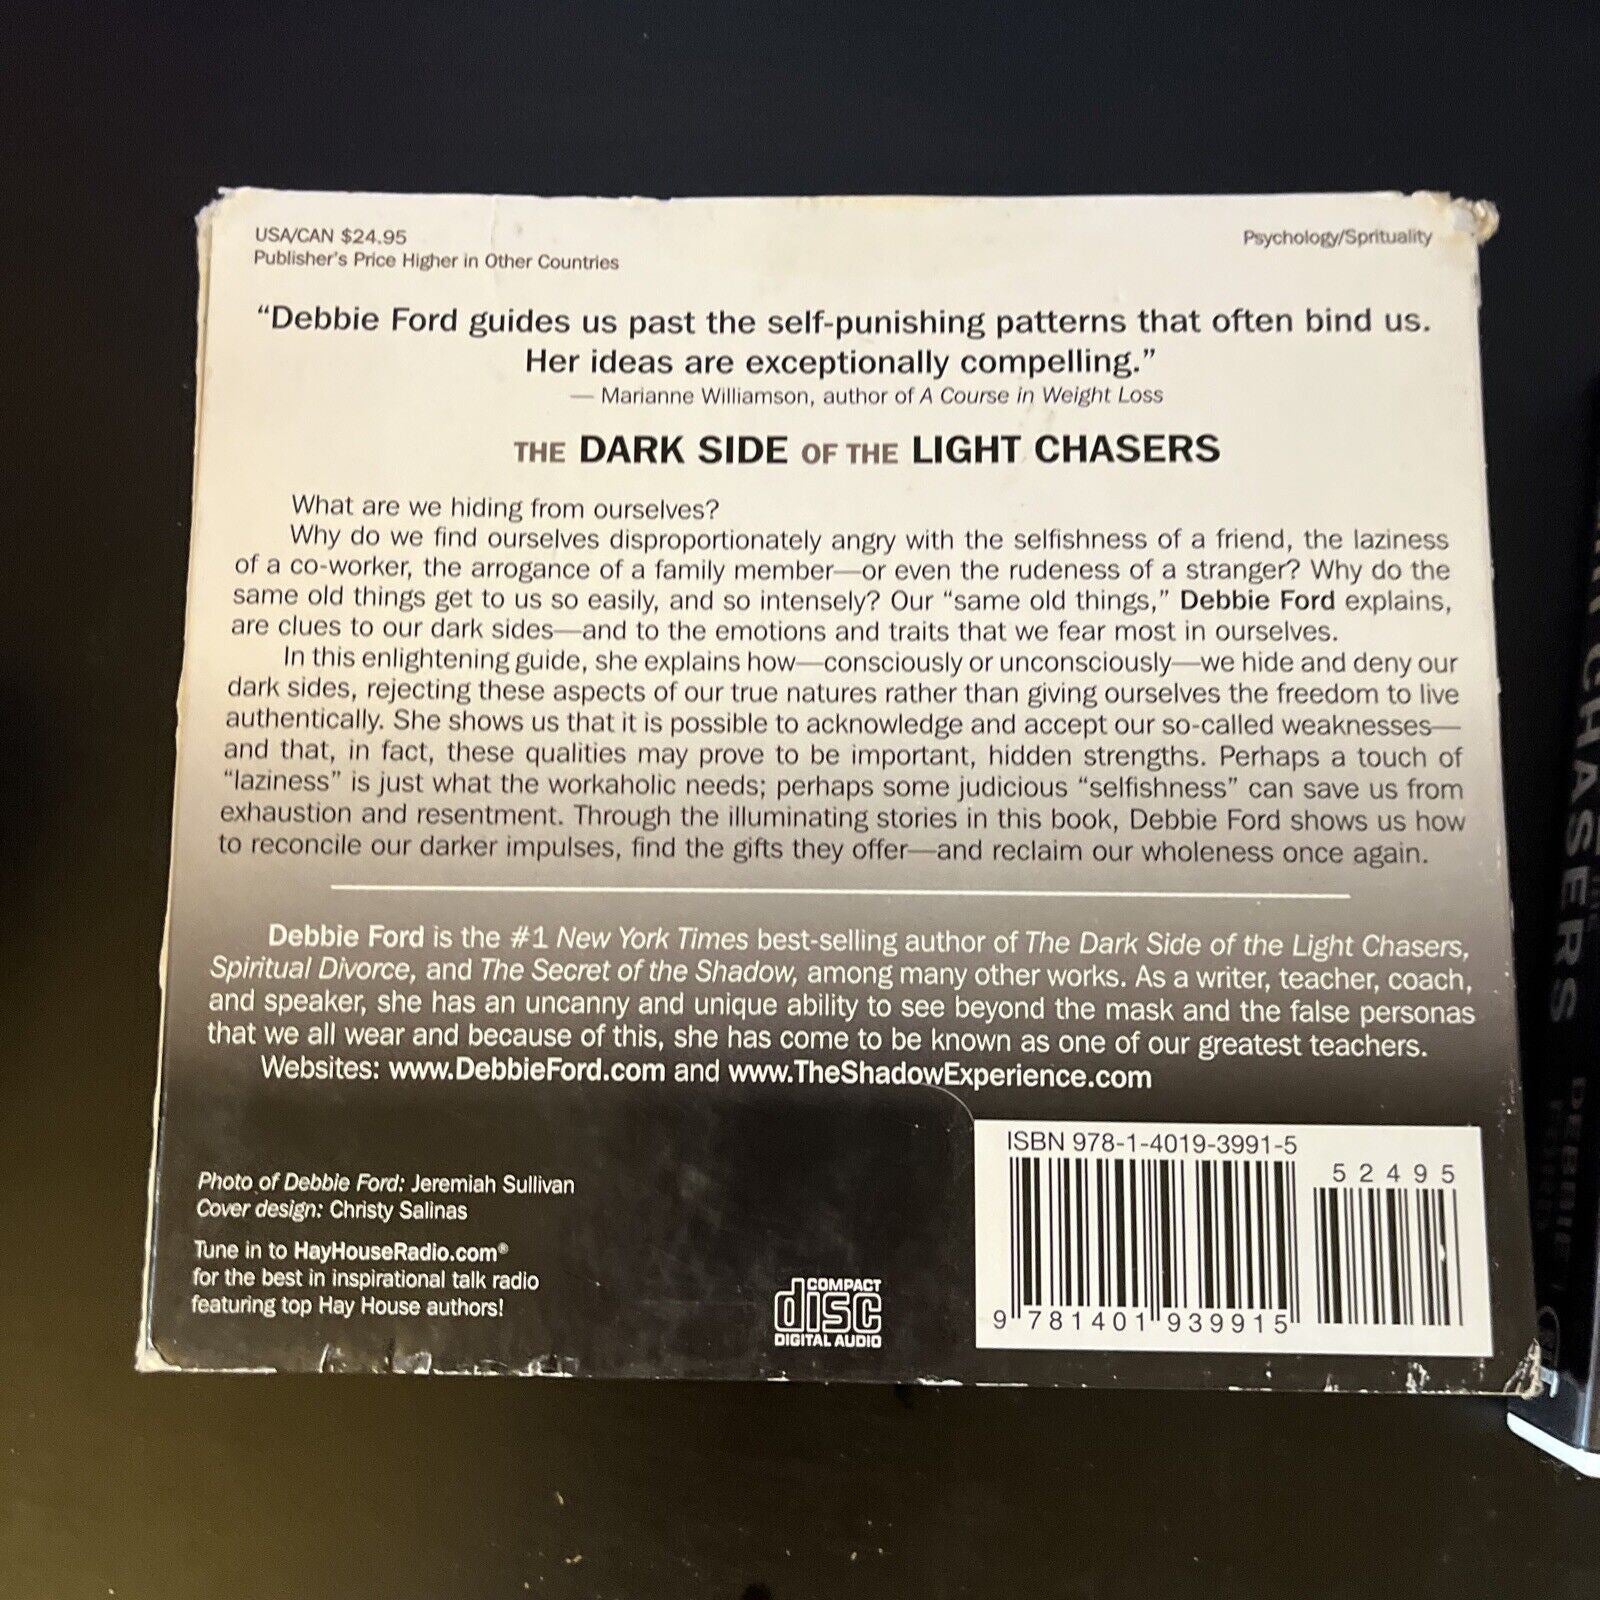 USA/CAN $24.95
Publisher's Price Higher in Other Countries
Psychology/Sprituality
“Debbie Ford guides us past the self-punishing patterns that often bind us.
Her ideas are exceptionally compelling.”
— Marianne Williamson, author of A Course in Weight Loss
THE DARK SIDE OF THE LIGHT CHASERS
What are we hiding from ourselves?
Why do we find ourselves disproportionately angry with the selfishness of a friend, the laziness
of a co-worker, the arrogance of a family member—or even the rudeness of a stranger? Why do the
same old things get to us so easily, and so intensely? Our “same old things,” Debbie Ford explains,
are clues to our dark sides—and to the emotions and traits that we fear most in ourselves.
In this enlightening guide, she explains how—consciously or unconsciously—we hide and deny our
dark sides, rejecting these aspects of our true natures rather than giving ourselves the freedom to live
authentically. She shows us that it is possible to acknowledge and accept our so-called weaknesses—
and that, in fact, these qualities may prove to be important, hidden strengths. Perhaps a touch of
“laziness” is just what the workaholic needs; perhaps some judicious “selfishness” can save us from
exhaustion and resentment. Through the illuminating stories in this book, Debbie Ford shows us how
to reconcile our darker impulses, find the gifts they offer—and reclaim our wholeness once again.
Debbie Ford is the #1 New York Times best-selling author of The Dark Side of the Light Chasers,
Spiritual Divorce, and The Secret of the Shadow, among many other works. As a writer, teacher, coach,
and speaker, she has an uncanny and unique ability to see beyond the mask and the false personas
that we all wear and because of this, she has come to be known as one of our greatest teachers.
Websites: www.DebbieFord.com and www.TheShadowExperience.com
Photo of Debbie Ford: Jeremiah Sullivan
Cover design: Christy Salinas
Tune in to HayHouseRadio.com®
for the best in inspirational talk radio
featuring top Hay House authors!
COMPACT
disc
DIGITAL AUDIO
ISBN 978-1-4019-3991-5
52495
9 781401 939915
CHASERS
DEBBIE